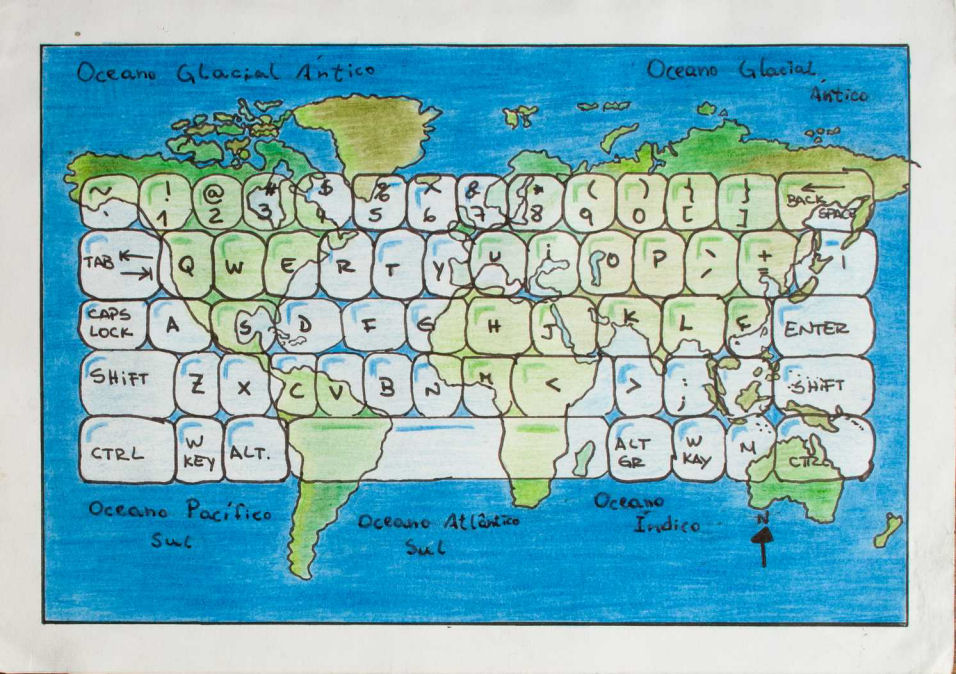 Oceano Glacial Ántico
Oceano Glacial
Ántico
~ ! @ # $ % ^ & * ( ) { } ←
` 1 2 3 4 5 6 7 8 9 0 [ ] BACK SPACE
TAB Q W E R T Y U i O P + |
=
CAPS LOCK A S D F G H J K L ENTER
SHiFT Z X C V B N M < > ; SHiFT
CTRL W KEY ALT. ALT GR W KAY M CTRL
Oceano Pacífico
Sul
Oceano Atlântico
Sul
Oceano
Índico
N